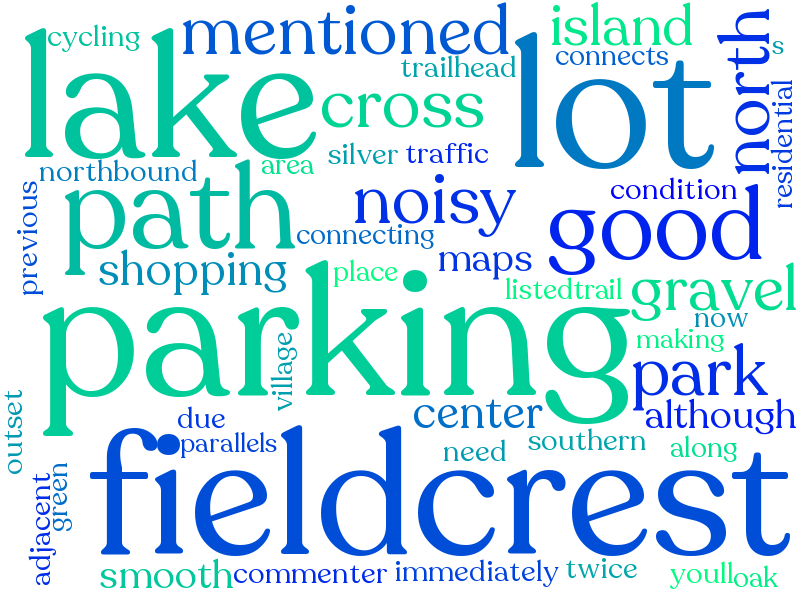 cycling
mentioned
island
north
s
connects
trailhead
lake
lot
cross
residential
silver
traffic
area
northbound
path
noisy
condition
good
previous
connecting
maps
shopping
place
listedtrail
gravel
now
parking
making
village
park
outset
due
center
although
parallels
need
southern
along
fieldcrest
adjacent
green
smooth
commenter
immediately
twice
youll
oak